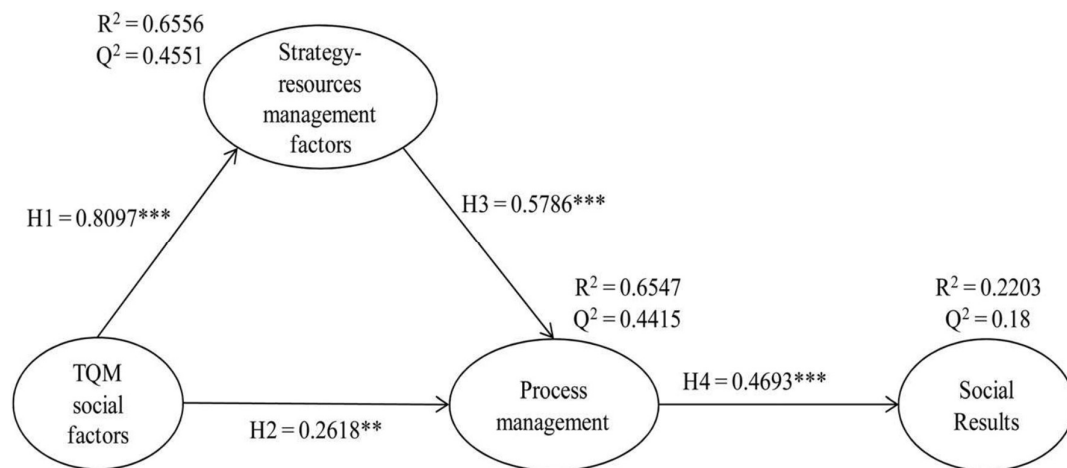 R² = 0.6556
Q² = 0.4551
Strategy-
resources
management
factors
H1 = 0.8097***
H3 = 0.5786***
R² = 0.6547
Q² = 0.4415
R² = 0.2203
Q² = 0.18
TQM
social
factors
H2 = 0.2618**
Process
management
H4 = 0.4693***
Social
Results